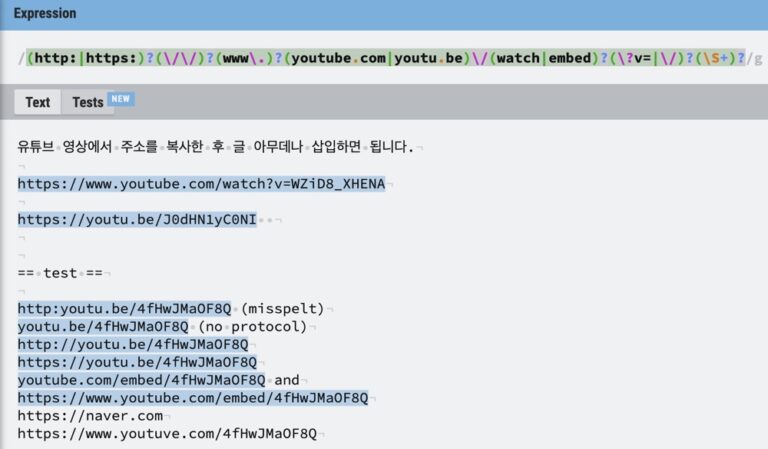 Expression
/(http:|https:)?(\/\/)?(www\.)?(youtube.com|youtu.be)\/(watch|embed)?(\?v=|\/)?(\S+)?/g
Text Tests NEW
유튜브 영상에서 주소를 복사한 후 글 아무데나 삽입하면 됩니다.
https://www.youtube.com/watch?v=WZiD8_XHENA
https://youtu.be/J0dHN1yC0NI
== test ==
http:youtu.be/4fHwJMaOF8Q (misspelt)
youtu.be/4fHwJMaOF8Q (no protocol)
http://youtu.be/4fHwJMaOF8Q
https://youtu.be/4fHwJMaOF8Q
youtube.com/embed/4fHwJMaOF8Q and
https://www.youtube.com/embed/4fHwJMaOF8Q
https://naver.com
https://www.youtuve.com/4fHwJMaOF8Q